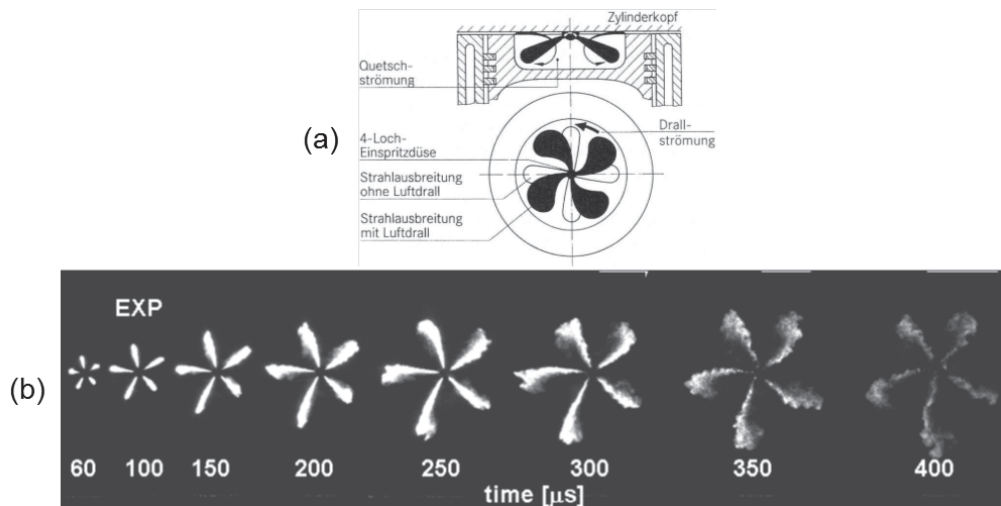 (a)
Zylinderkopf
Quetsch-
strömung
4-Loch-
Einspritzdüse
Strahlausbreitung
ohne Luftdrall
Strahlausbreitung
mit Luftdrall
Drall-
strömung
(b)
EXP
60 100 150 200 250 300 350 400
time [µs]